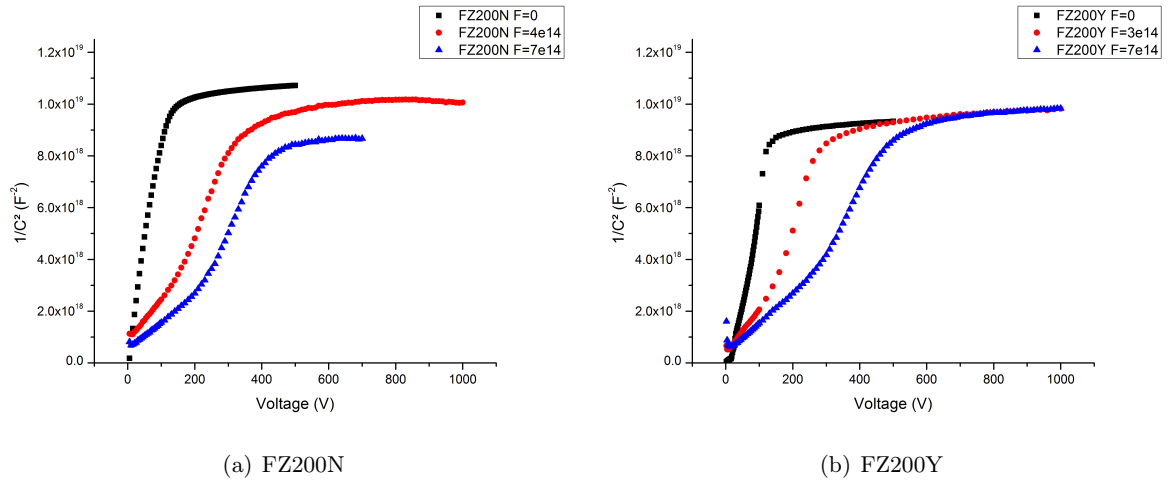 FZ200N F=0
FZ200N F=4e14
FZ200N F=7e14
1.2x10¹⁹
1.0x10¹⁹
8.0x10¹⁸
6.0x10¹⁸
4.0x10¹⁸
2.0x10¹⁸
0.0
1/C² (F⁻²)
0 200 400 600 800 1000
Voltage (V)
(a) FZ200N
FZ200Y F=0
FZ200Y F=3e14
FZ200Y F=7e14
1.2x10¹⁹
1.0x10¹⁹
8.0x10¹⁸
6.0x10¹⁸
4.0x10¹⁸
2.0x10¹⁸
0.0
1/C² (F⁻²)
0 200 400 600 800 1000
Voltage (V)
(b) FZ200Y